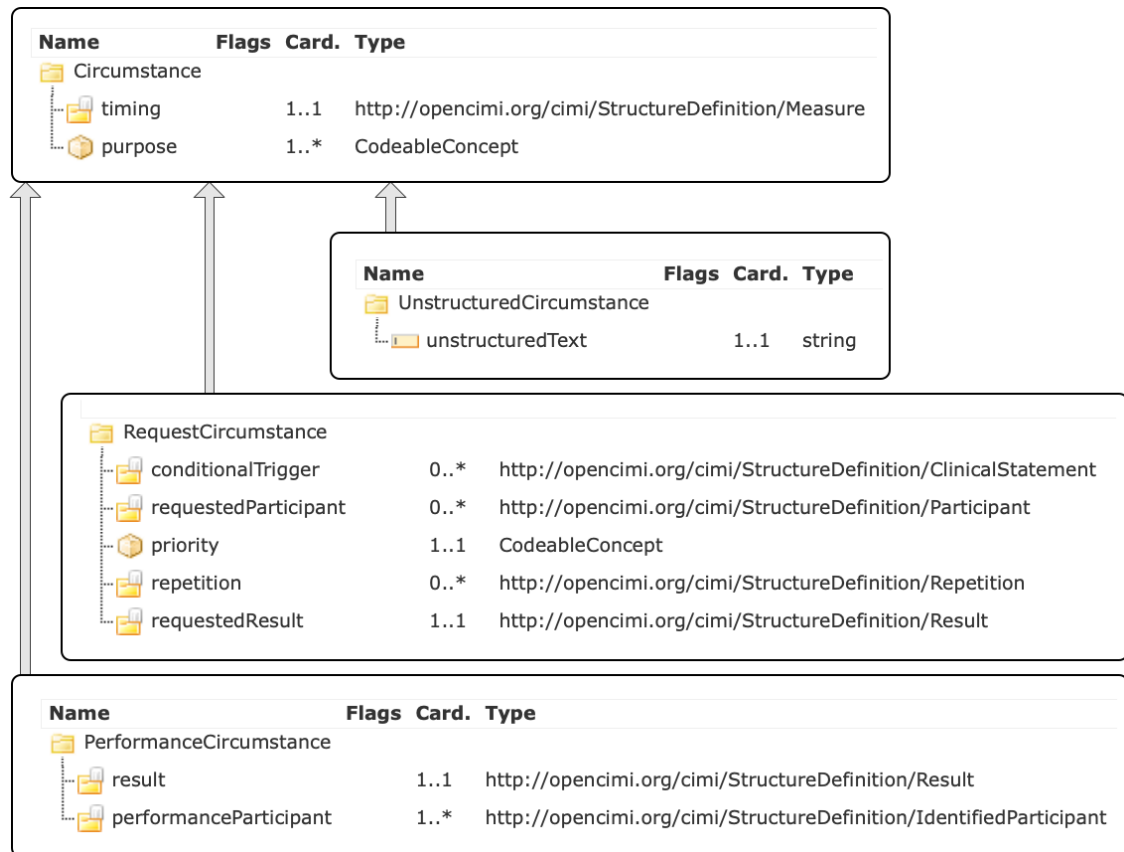 Name Flags Card. Type
Circumstance
timing 1..1 http://opencimi.org/cimi/StructureDefinition/Measure
purpose 1..* CodeableConcept
Name Flags Card. Type
UnstructuredCircumstance
unstructuredText 1..1 string
RequestCircumstance
conditionalTrigger 0..* http://opencimi.org/cimi/StructureDefinition/ClinicalStatement
requestedParticipant 0..* http://opencimi.org/cimi/StructureDefinition/Participant
priority 1..1 CodeableConcept
repetition 0..* http://opencimi.org/cimi/StructureDefinition/Repetition
requestedResult 1..1 http://opencimi.org/cimi/StructureDefinition/Result
Name Flags Card. Type
PerformanceCircumstance
result 1..1 http://opencimi.org/cimi/StructureDefinition/Result
performanceParticipant 1..* http://opencimi.org/cimi/StructureDefinition/IdentifiedParticipant